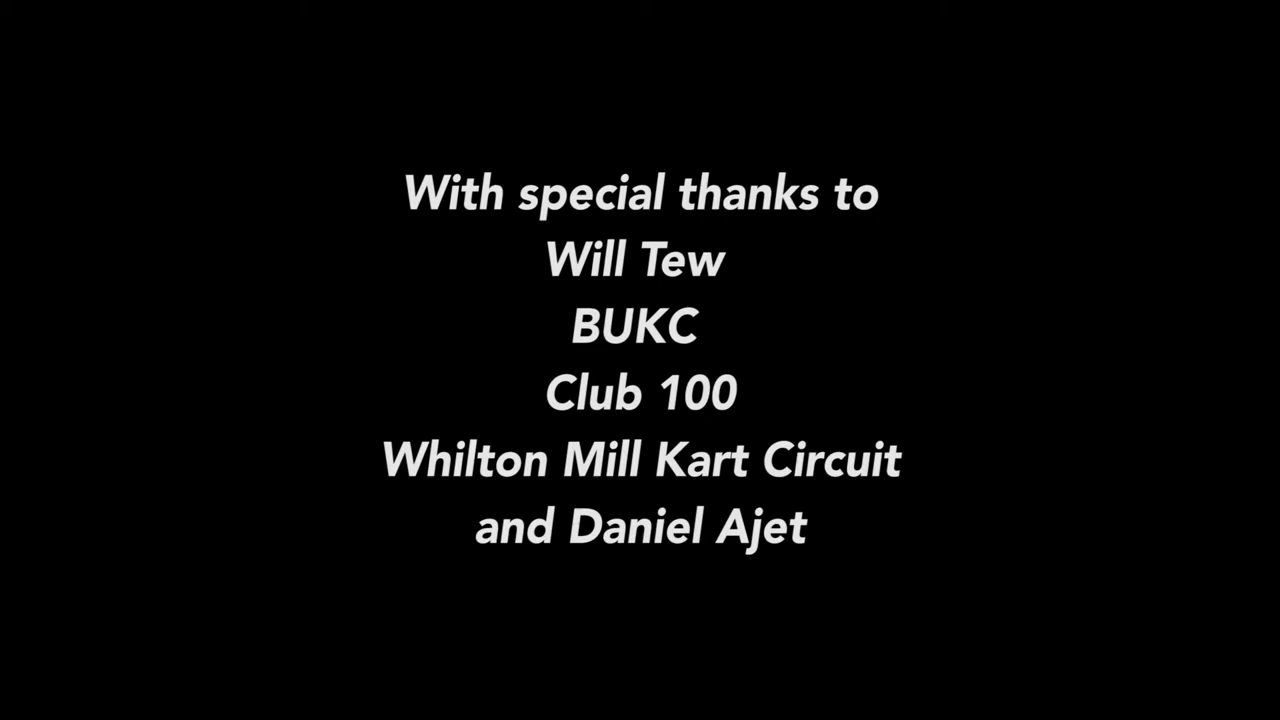 With special thanks to
Will Tew
BUKC
Club 100
Whilton Mill Kart Circuit
and Daniel Ajet